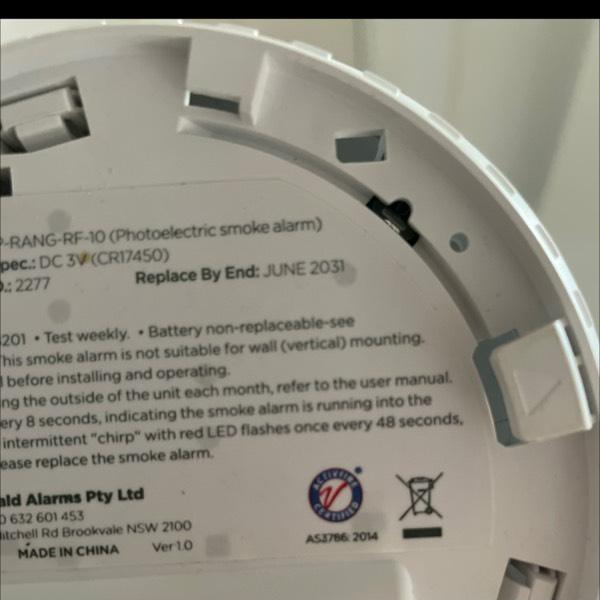 P-RANG-RF-10 (Photoelectric smoke alarm)
pec.: DC 3V (CR17450)
.: 2277
Replace By End: JUNE 2031
201 • Test weekly. • Battery non-replaceable-see
his smoke alarm is not suitable for wall (vertical) mounting.
l before installing and operating.
ng the outside of the unit each month, refer to the user manual.
ery 8 seconds, indicating the smoke alarm is running into the
intermittent "chirp" with red LED flashes once every 48 seconds,
ease replace the smoke alarm.
ald Alarms Pty Ltd
0 632 601 453
itchell Rd Brookvale NSW 2100
MADE IN CHINA Ver 1.0
ACTIVFIRE
CERTIFIED
AS3786: 2014